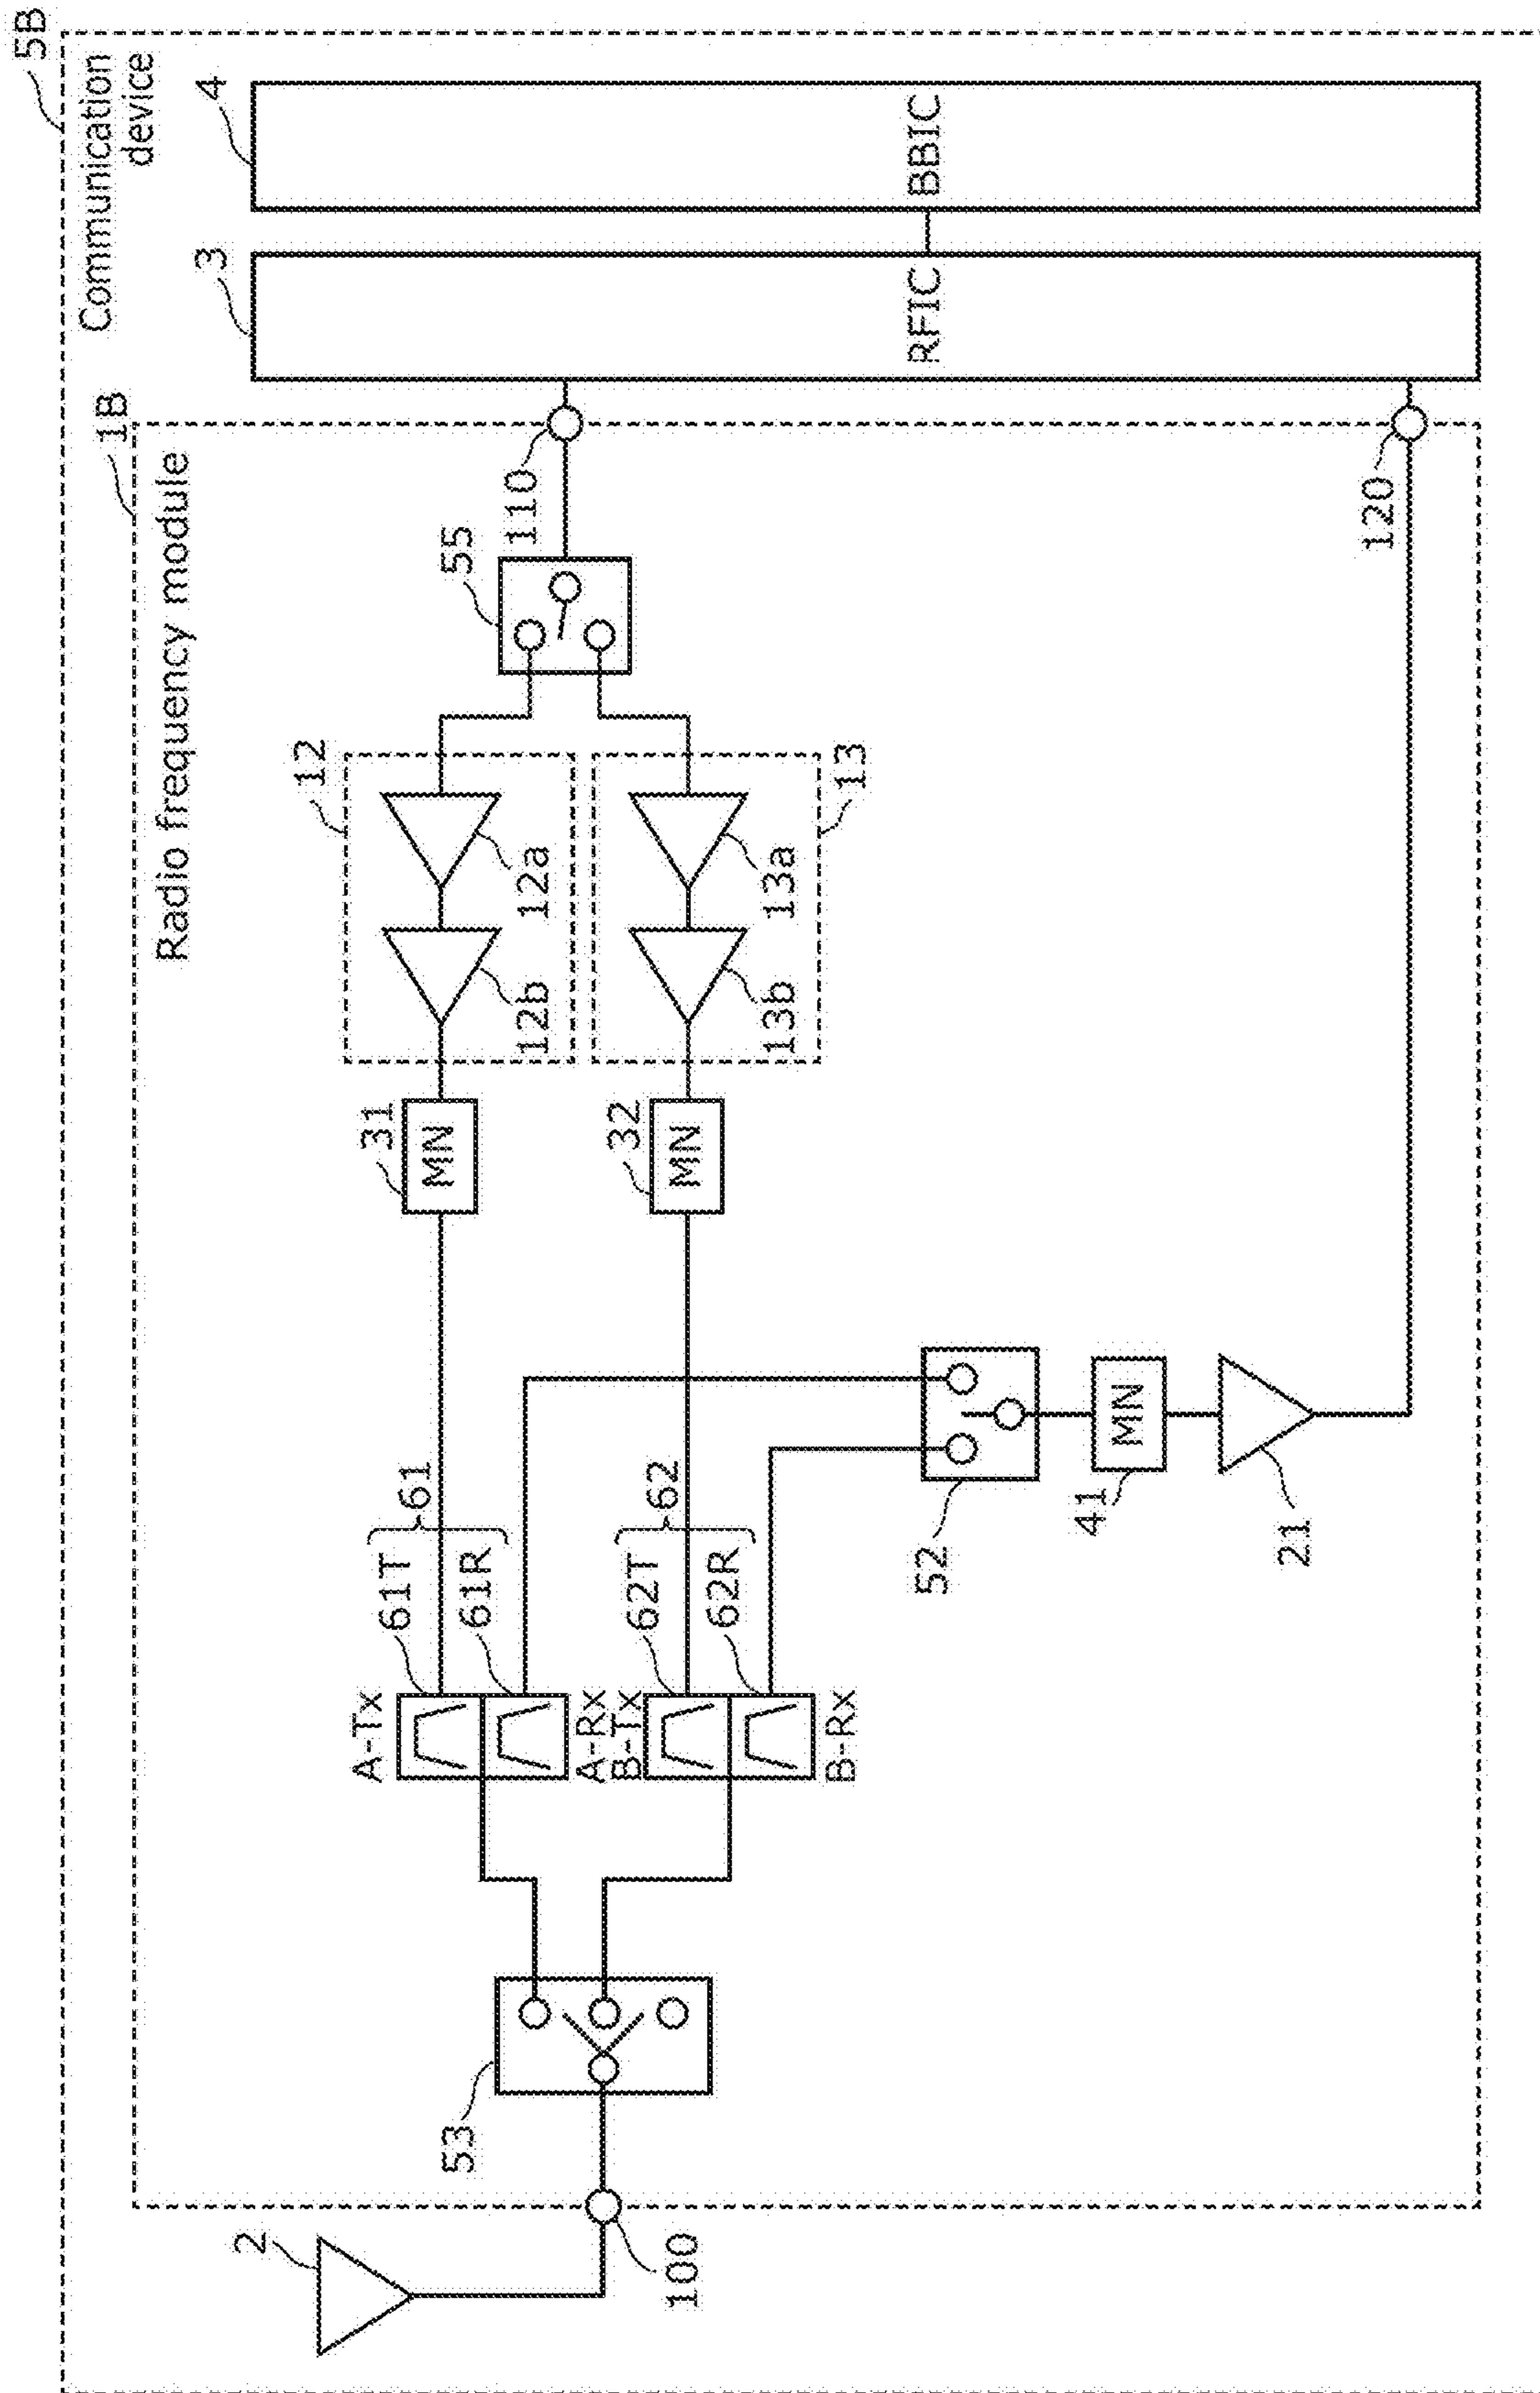 5B
Communication
device
1B
Radio frequency module
3
4
RFIC
BBIC
2
100
53
A-Tx
61T
61
61R
A-Rx
B-Tx
62T
62
62R
B-Rx
31
MN
32
MN
12
12b
12a
13b
13a
13
55
110
52
41
MN
21
120